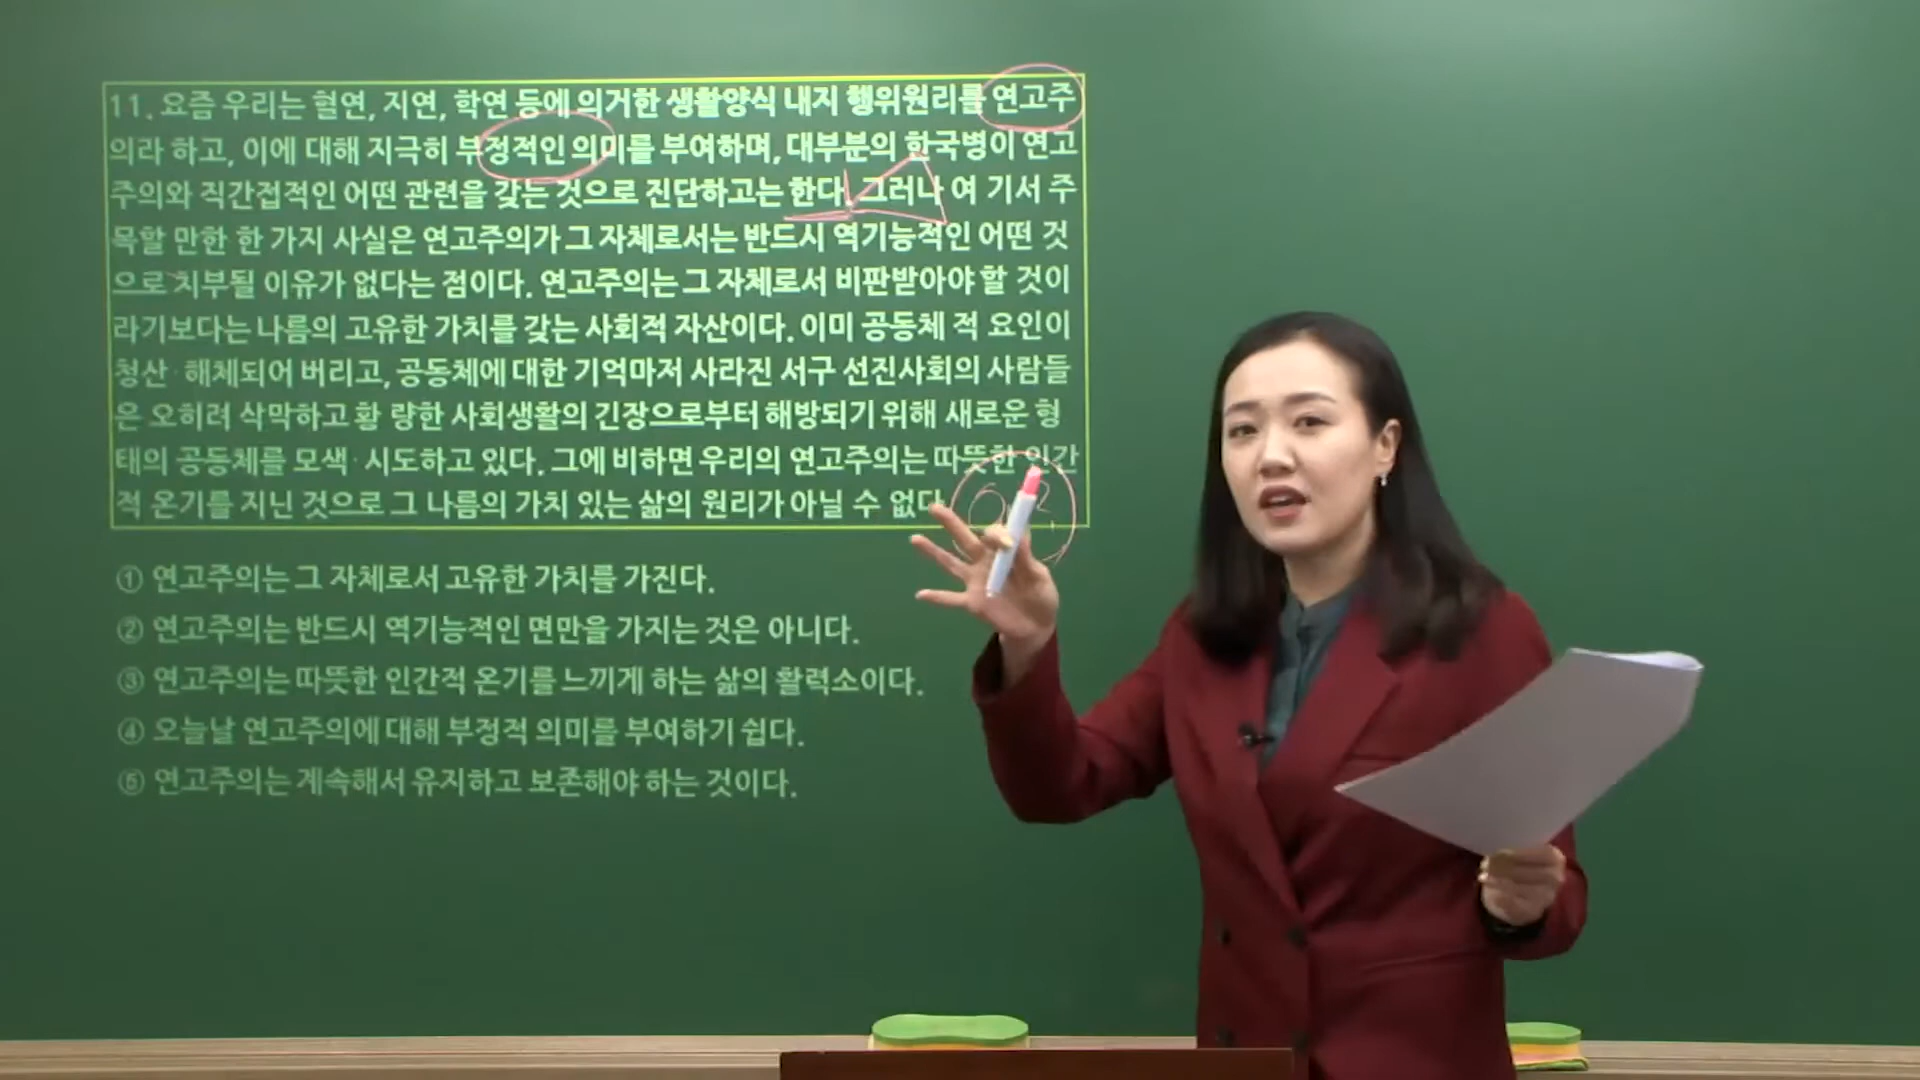 11. 요즘 우리는 혈연, 지연, 학연 등에 의거한 생활양식 내지 행위원리를 연고주
의라 하고, 이에 대해 지극히 부정적인 의미를 부여하며, 대부분의 한국병이 연고
주의와 직간접적인 어떤 관련을 갖는 것으로 진단하고는 한다. 그러나 여 기서 주
목할 만한 한 가지 사실은 연고주의가 그 자체로서는 반드시 역기능적인 어떤 것
으로 치부될 이유가 없다는 점이다. 연고주의는 그 자체로서 비판받아야 할 것이
라기보다는 나름의 고유한 가치를 갖는 사회적 자산이다. 이미 공동체 적 요인이
청산·해체되어 버리고, 공동체에 대한 기억마저 사라진 서구 선진사회의 사람들
은 오히려 삭막하고 황 량한 사회생활의 긴장으로부터 해방되기 위해 새로운 형
태의 공동체를 모색·시도하고 있다. 그에 비하면 우리의 연고주의는 따뜻한 인간
적 온기를 지닌 것으로 그 나름의 가치 있는 삶의 원리가 아닐 수 없다
① 연고주의는 그 자체로서 고유한 가치를 가진다.
② 연고주의는 반드시 역기능적인 면만을 가지는 것은 아니다.
③ 연고주의는 따뜻한 인간적 온기를 느끼게 하는 삶의 활력소이다.
④ 오늘날 연고주의에 대해 부정적 의미를 부여하기 쉽다.
⑤ 연고주의는 계속해서 유지하고 보존해야 하는 것이다.